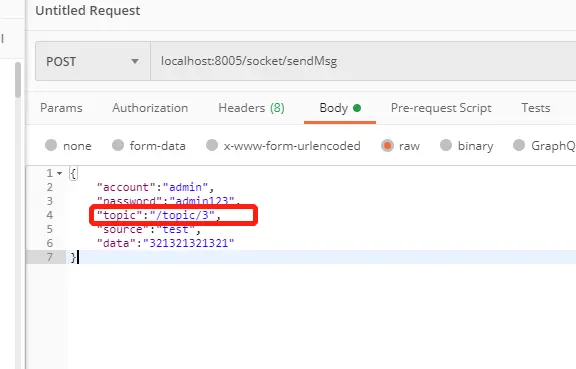 Untitled Request
POST localhost:8005/socket/sendMsg
Params Authorization Headers (8) Body Pre-request Script Tests
none form-data x-www-form-urlencoded raw binary GraphQ
1 {
2 "account":"admin",
3 "password":"admin123",
4 "topic":"/topic/3",
5 "source":"test",
6 "data":"321321321321"
7 }